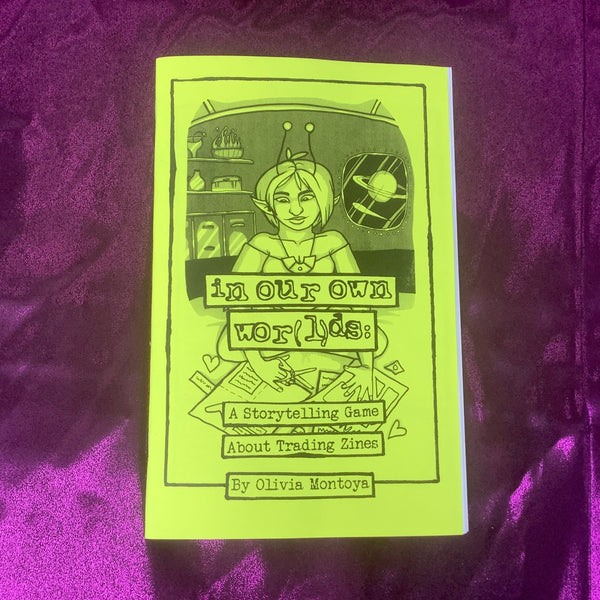 in our own
wor(l)ds:
A Storytelling Game
About Trading Zines
By Olivia Montoya